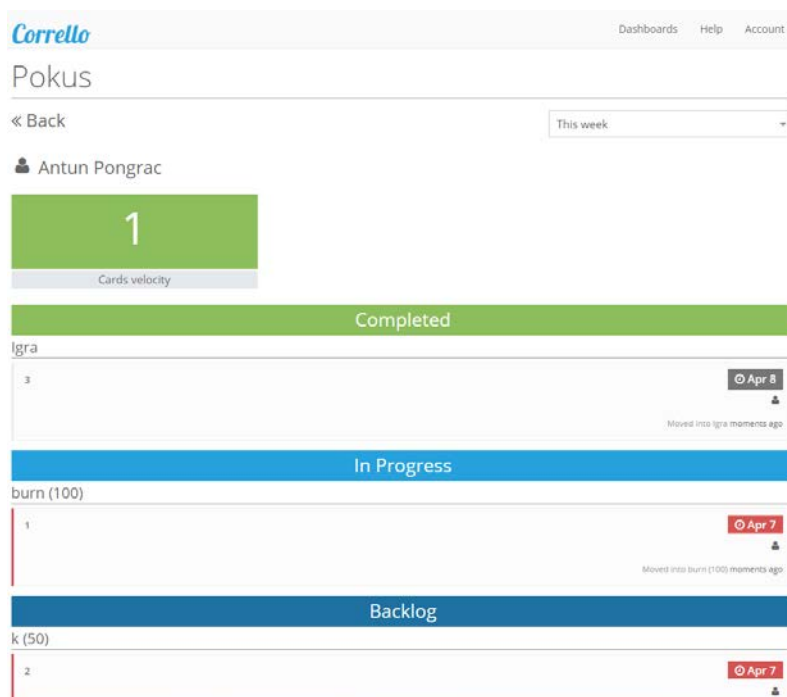 Corrello
Dashboards Help Account
Pokus
« Back
This week
Antun Pongrac
1
Cards velocity
Completed
Igra
3
Apr 8
Moved into Igra moments ago
In Progress
burn (100)
1
Apr 7
Moved into burn (100) moments ago
Backlog
k (50)
2
Apr 7